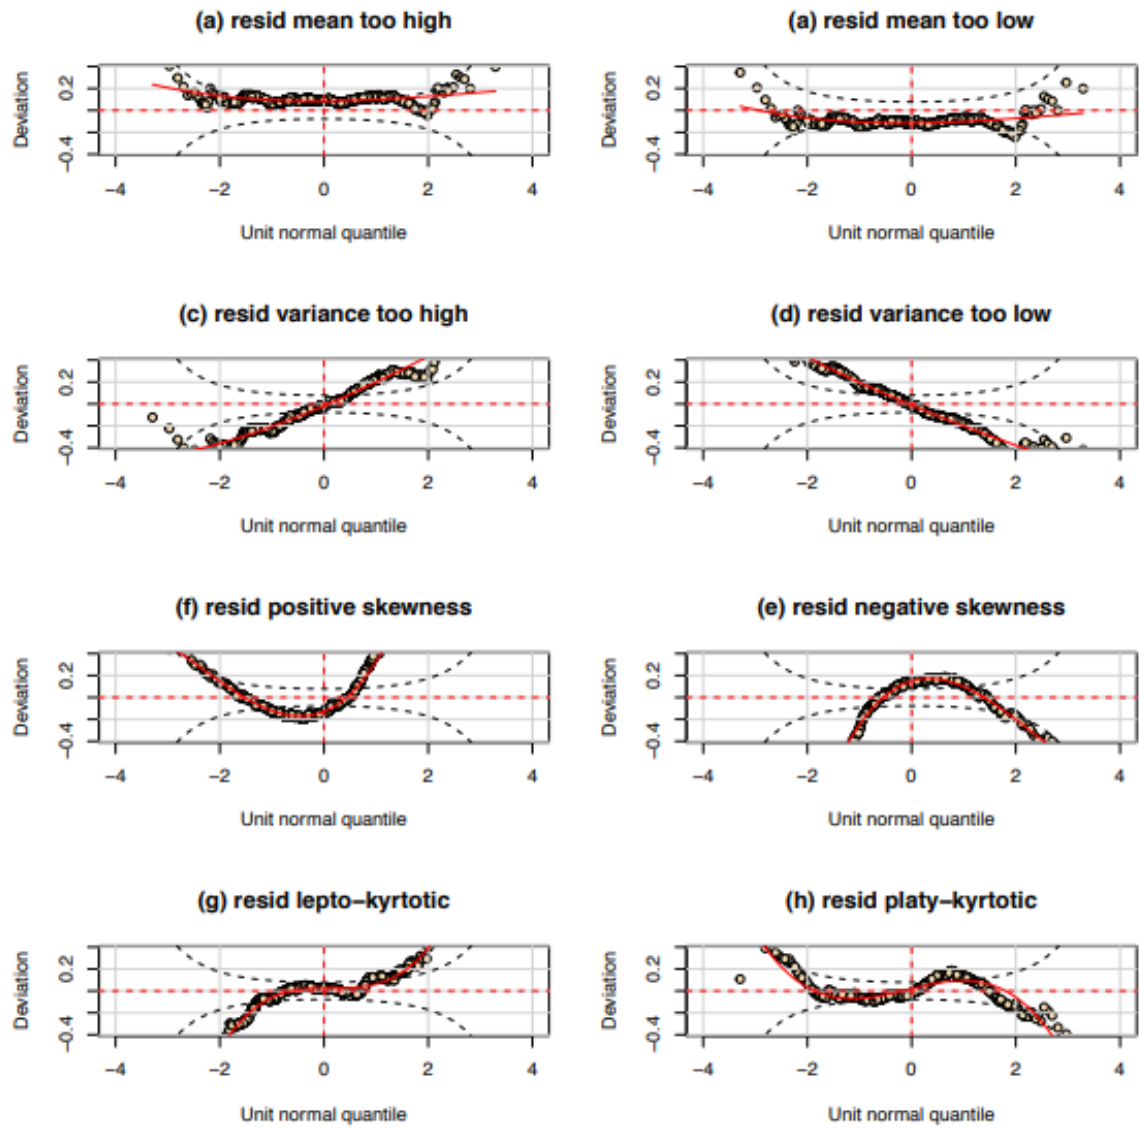 (a) resid mean too high
Deviation
0.2
−0.4
−4 −2 0 2 4
Unit normal quantile
(a) resid mean too low
Deviation
0.2
−0.4
−4 −2 0 2 4
Unit normal quantile
(c) resid variance too high
Deviation
0.2
−0.4
−4 −2 0 2 4
Unit normal quantile
(d) resid variance too low
Deviation
0.2
−0.4
−4 −2 0 2 4
Unit normal quantile
(f) resid positive skewness
Deviation
0.2
−0.4
−4 −2 0 2 4
Unit normal quantile
(e) resid negative skewness
Deviation
0.2
−0.4
−4 −2 0 2 4
Unit normal quantile
(g) resid lepto−kyrtotic
Deviation
0.2
−0.4
−4 −2 0 2 4
Unit normal quantile
(h) resid platy−kyrtotic
Deviation
0.2
−0.4
−4 −2 0 2 4
Unit normal quantile